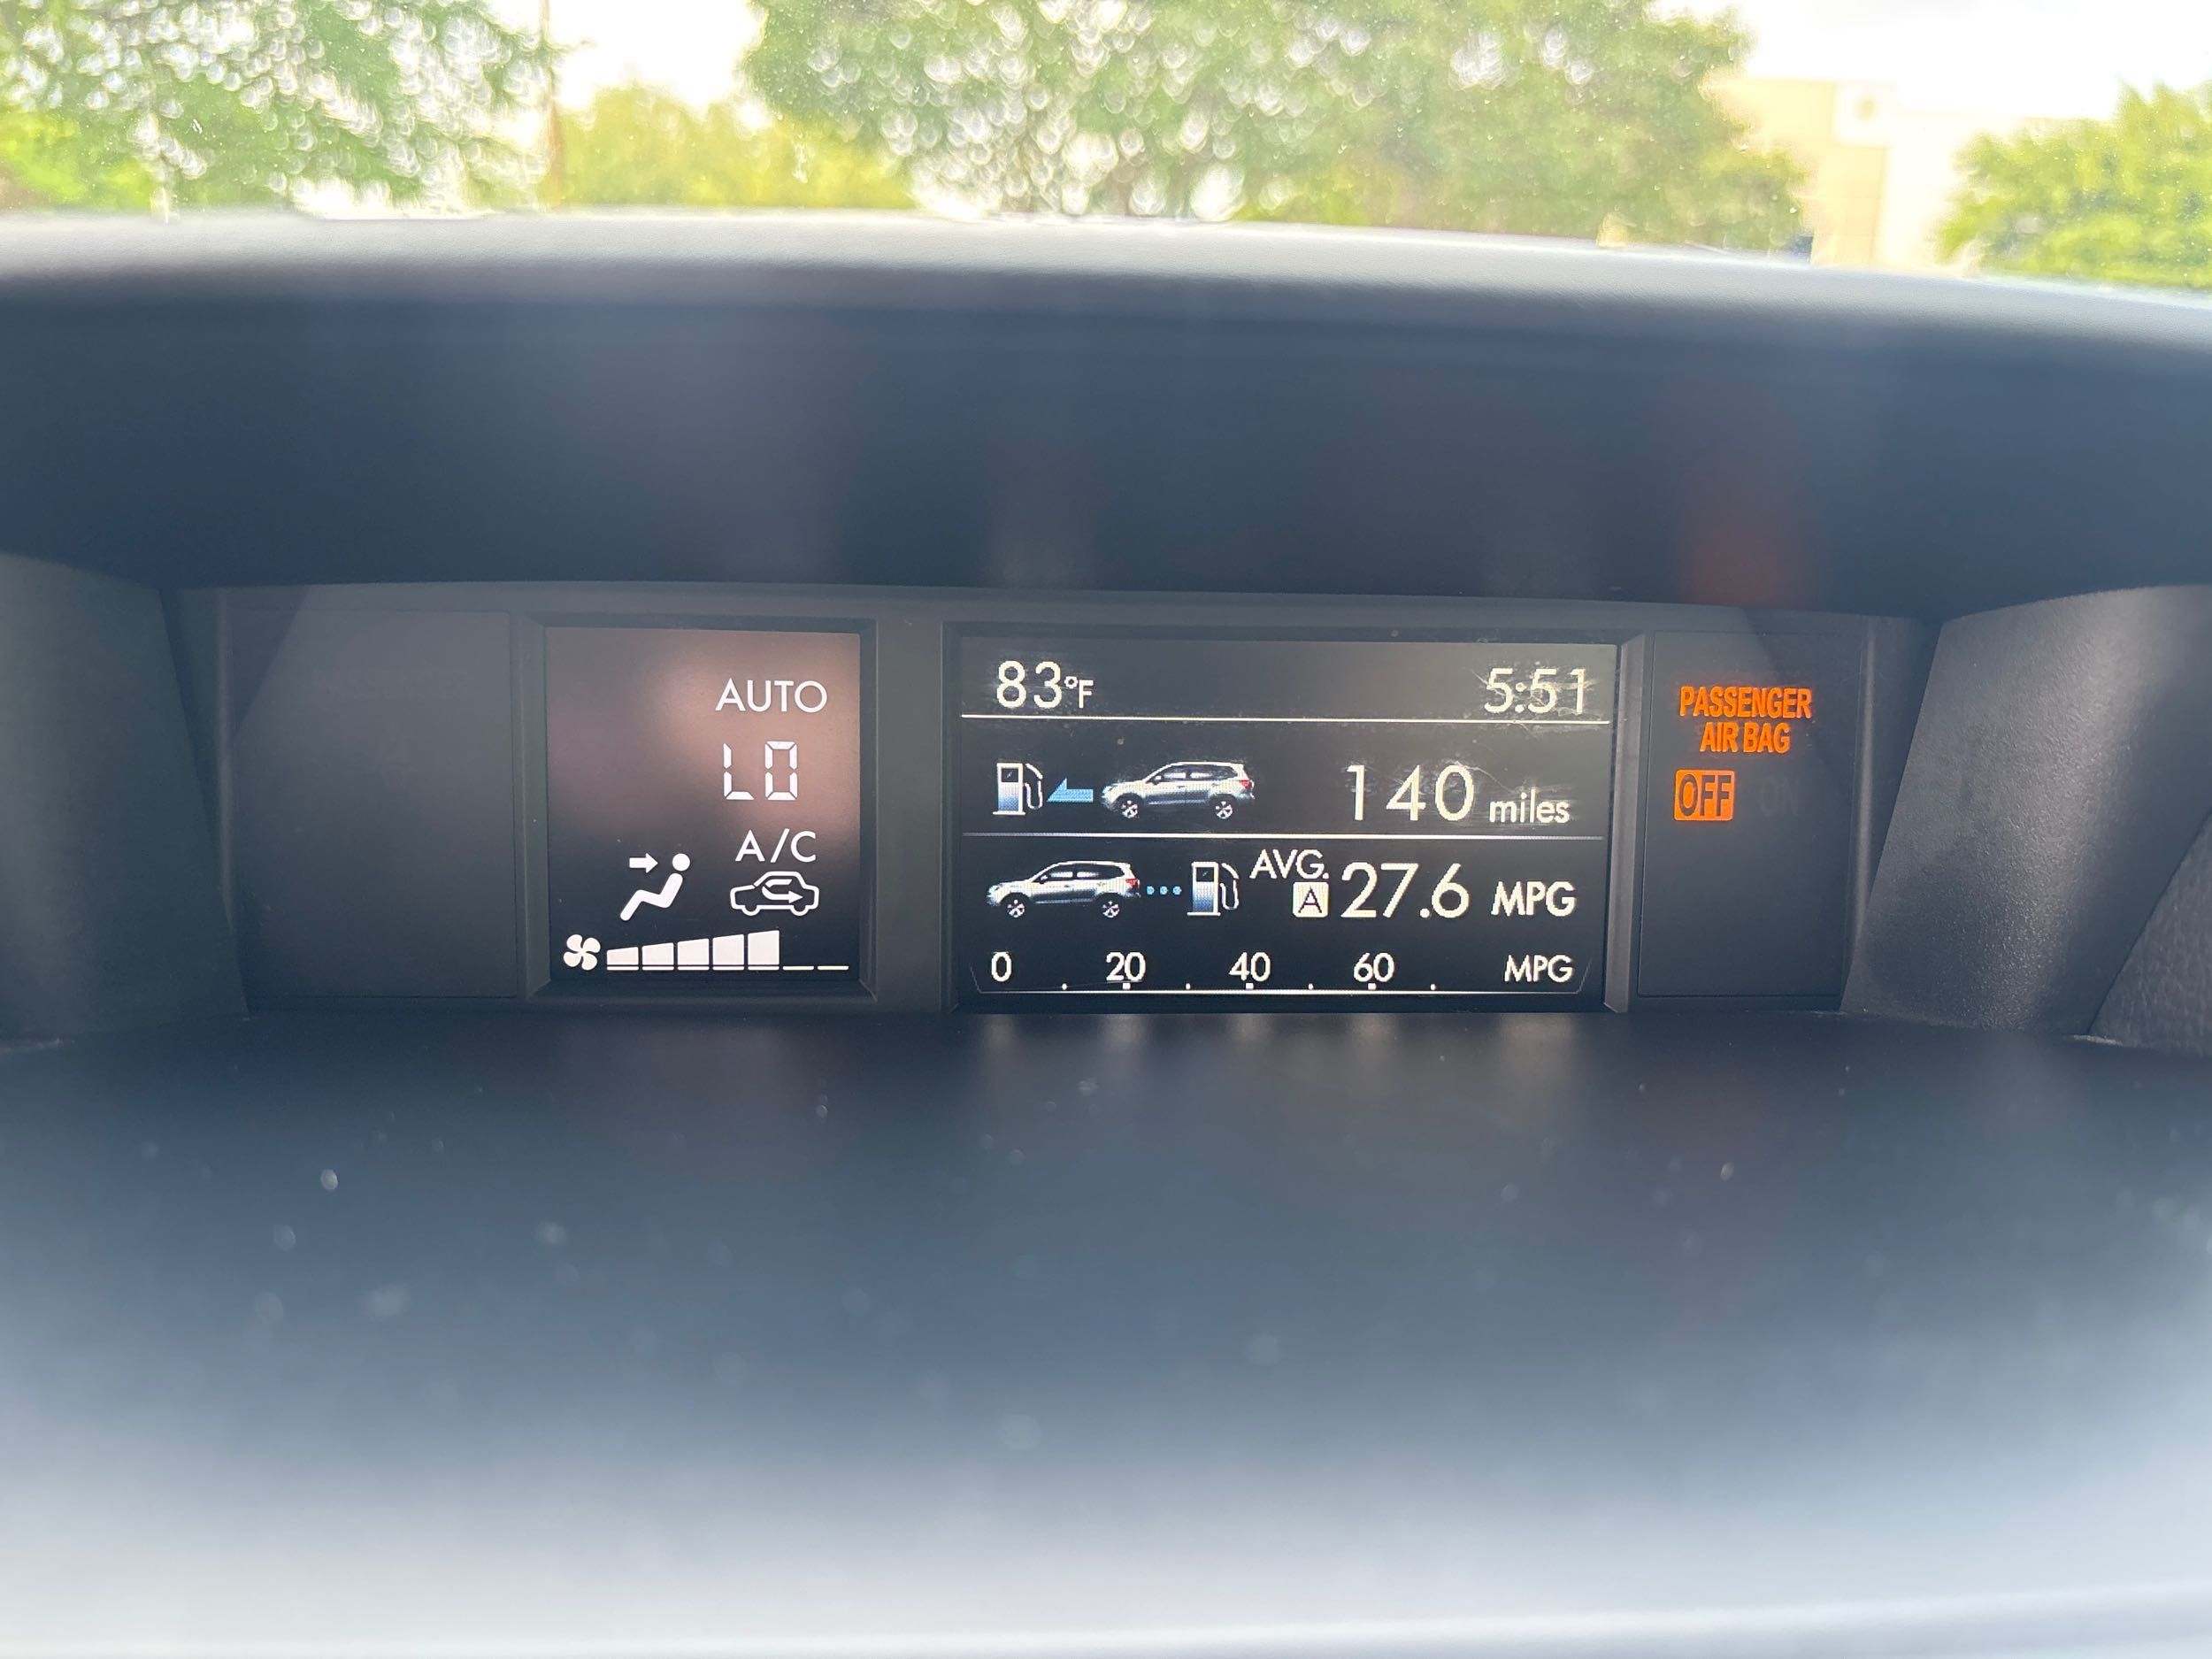 AUTO
LO
A/C
83°F 5:51
140 miles
AVG.
A 27.6 MPG
0 20 40 60 MPG
PASSENGER
AIR BAG
OFF